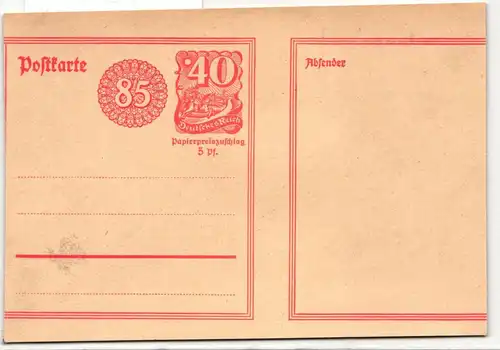 Postkarte
85
40
Deutsches Reich
Papierpreiszuschlag
5 Pf.
Absender